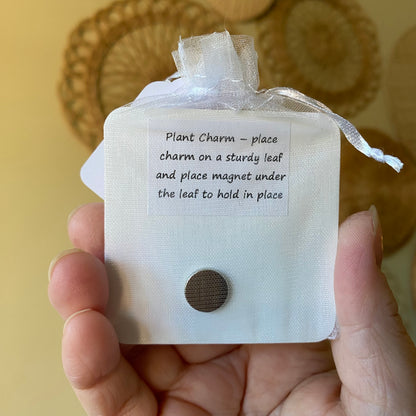 Plant Charm – place
charm on a sturdy leaf
and place magnet under
the leaf to hold in place